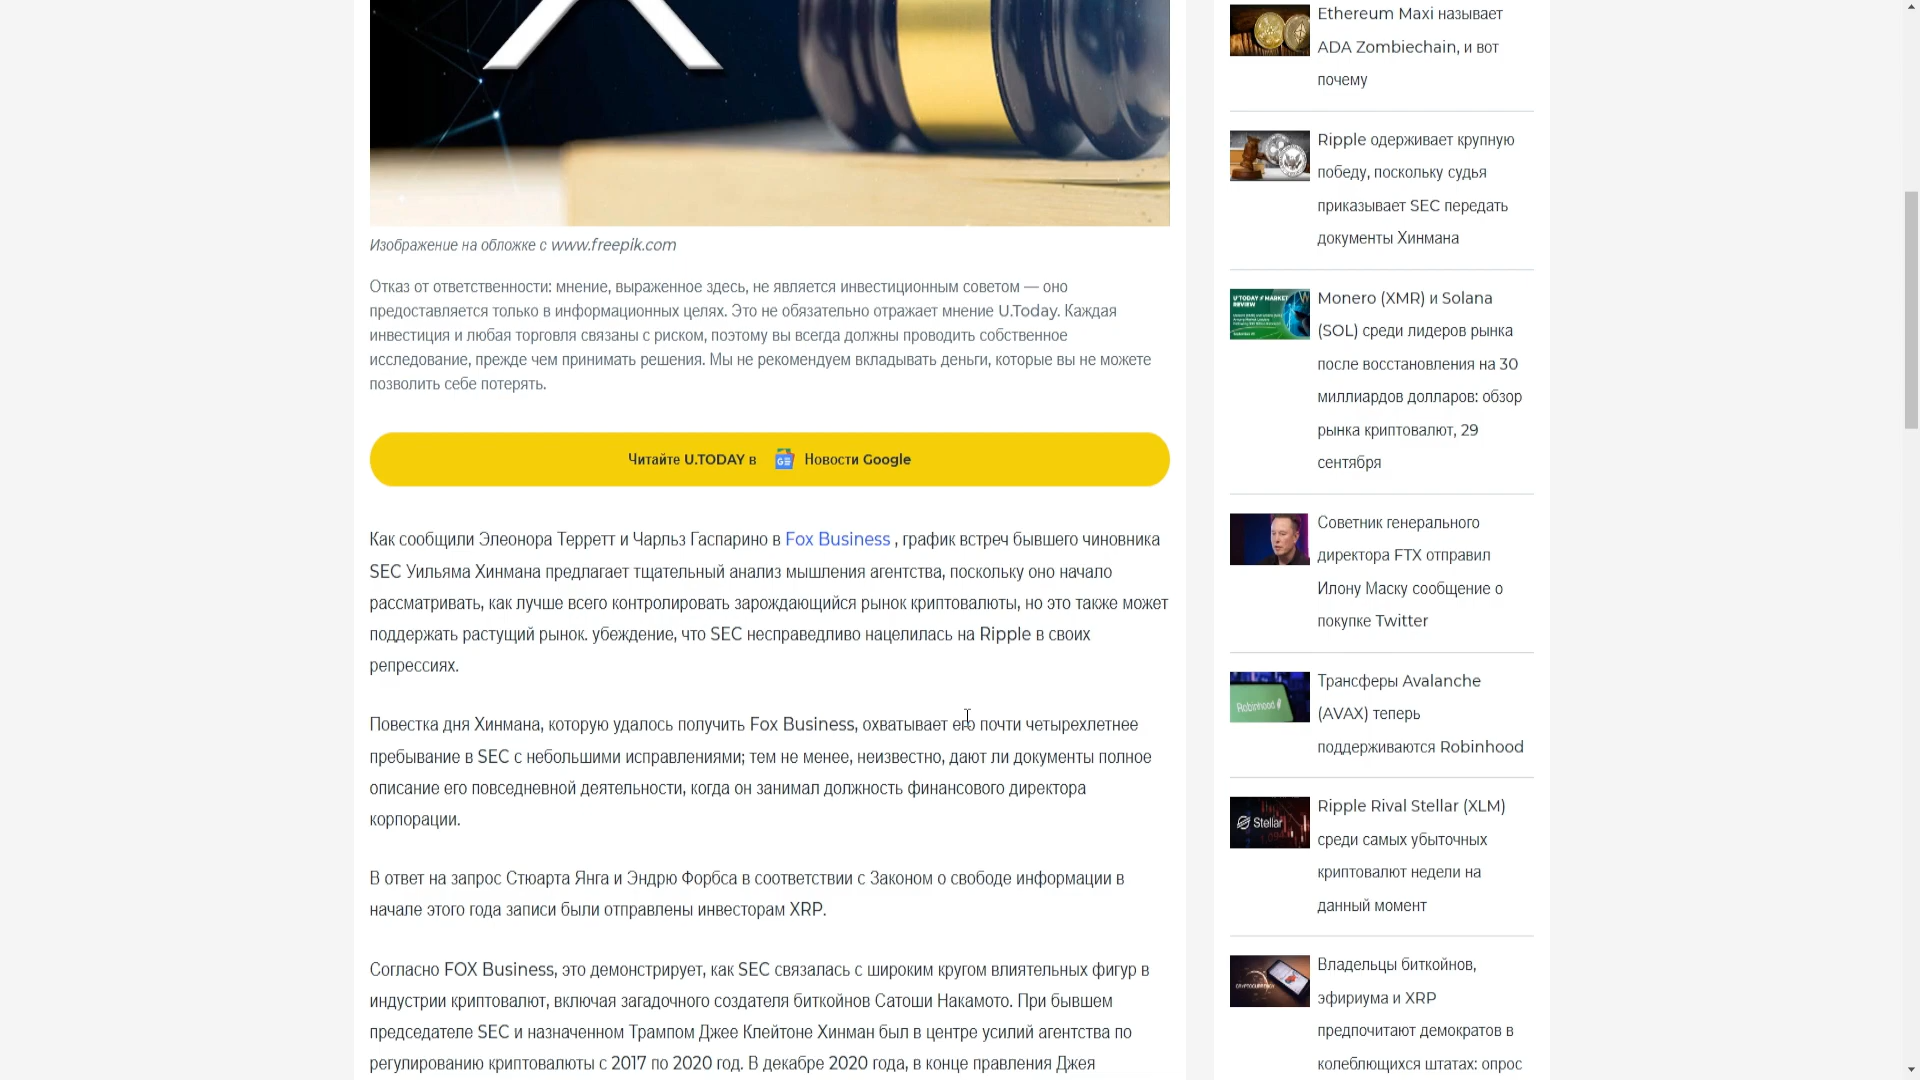 Изображение на обложке с www.freepik.com
Отказ от ответственности: мнение, выраженное здесь, не является инвестиционным советом — оно
предоставляется только в информационных целях. Это не обязательно отражает мнение U.Today. Каждая
инвестиция и любая торговля связаны с риском, поэтому вы всегда должны проводить собственное
исследование, прежде чем принимать решения. Мы не рекомендуем вкладывать деньги, которые вы не можете
позволить себе потерять.
Читайте U.TODAY в GE Новости Google
Как сообщили Элеонора Терретт и Чарльз Гаспарино в Fox Business , график встреч бывшего чиновника
SEC Уильяма Хинмана предлагает тщательный анализ мышления агентства, поскольку оно начало
рассматривать, как лучше всего контролировать зарождающийся рынок криптовалюты, но это также может
поддержать растущий рынок. убеждение, что SEC несправедливо нацелилась на Ripple в своих
репрессиях.
Повестка дня Хинмана, которую удалось получить Fox Business, охватывает его почти четырехлетнее
пребывание в SEC с небольшими исправлениями; тем не менее, неизвестно, дают ли документы полное
описание его повседневной деятельности, когда он занимал должность финансового директора
корпорации.
В ответ на запрос Стюарта Янга и Эндрю Форбса в соответствии с Законом о свободе информации в
начале этого года записи были отправлены инвесторам XRP.
Согласно FOX Business, это демонстрирует, как SEC связалась с широким кругом влиятельных фигур в
индустрии криптовалют, включая загадочного создателя биткойнов Сатоши Накамото. При бывшем
председателе SEC и назначенном Трампом Джее Клейтоне Хинман был в центре усилий агентства по
регулированию криптовалюты с 2017 по 2020 год. В декабре 2020 года, в конце правления Джея
Ethereum Maxi называет
ADA Zombiechain, и вот
почему
Ripple одерживает крупную
победу, поскольку судья
приказывает SEC передать
документы Хинмана
U'TODAY MARKET
REVIEW
Monero (XMR) и Solana
(SOL) среди лидеров рынка
после восстановления на 30
миллиардов долларов: обзор
рынка криптовалют, 29
сентября
Советник генерального
директора FTX отправил
Илону Маску сообщение о
покупке Twitter
Robinhood
Трансферы Avalanche
(AVAX) теперь
поддерживаются Robinhood
Stellar
Ripple Rival Stellar (XLM)
среди самых убыточных
криптовалют недели на
данный момент
Владельцы биткойнов,
эфириума и XRP
предпочитают демократов в
колеблющихся штатах: опрос